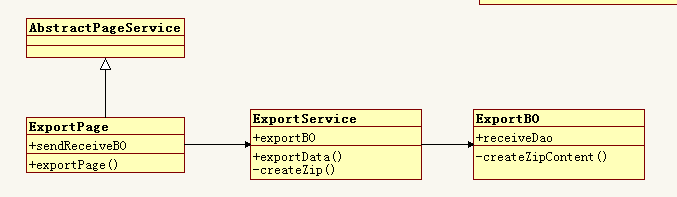 AbstractPageService
ExportPage
+sendReceiveBO
+exportPage()
ExportService
+exportBO
+exportData()
-createZip()
ExportBO
+receiveDao
-createZipContent()